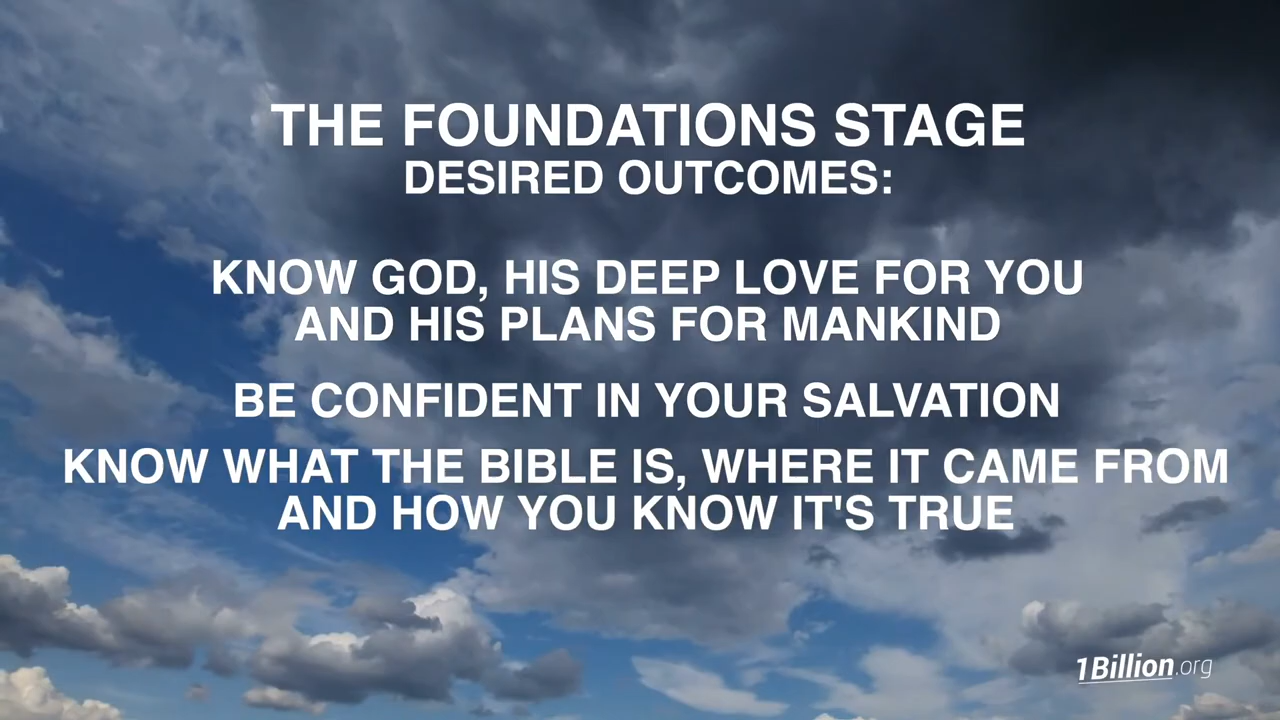 THE FOUNDATIONS STAGE
DESIRED OUTCOMES:
KNOW GOD, HIS DEEP LOVE FOR YOU
AND HIS PLANS FOR MANKIND
BE CONFIDENT IN YOUR SALVATION
KNOW WHAT THE BIBLE IS, WHERE IT CAME FROM
AND HOW YOU KNOW IT'S TRUE
1Billion.org